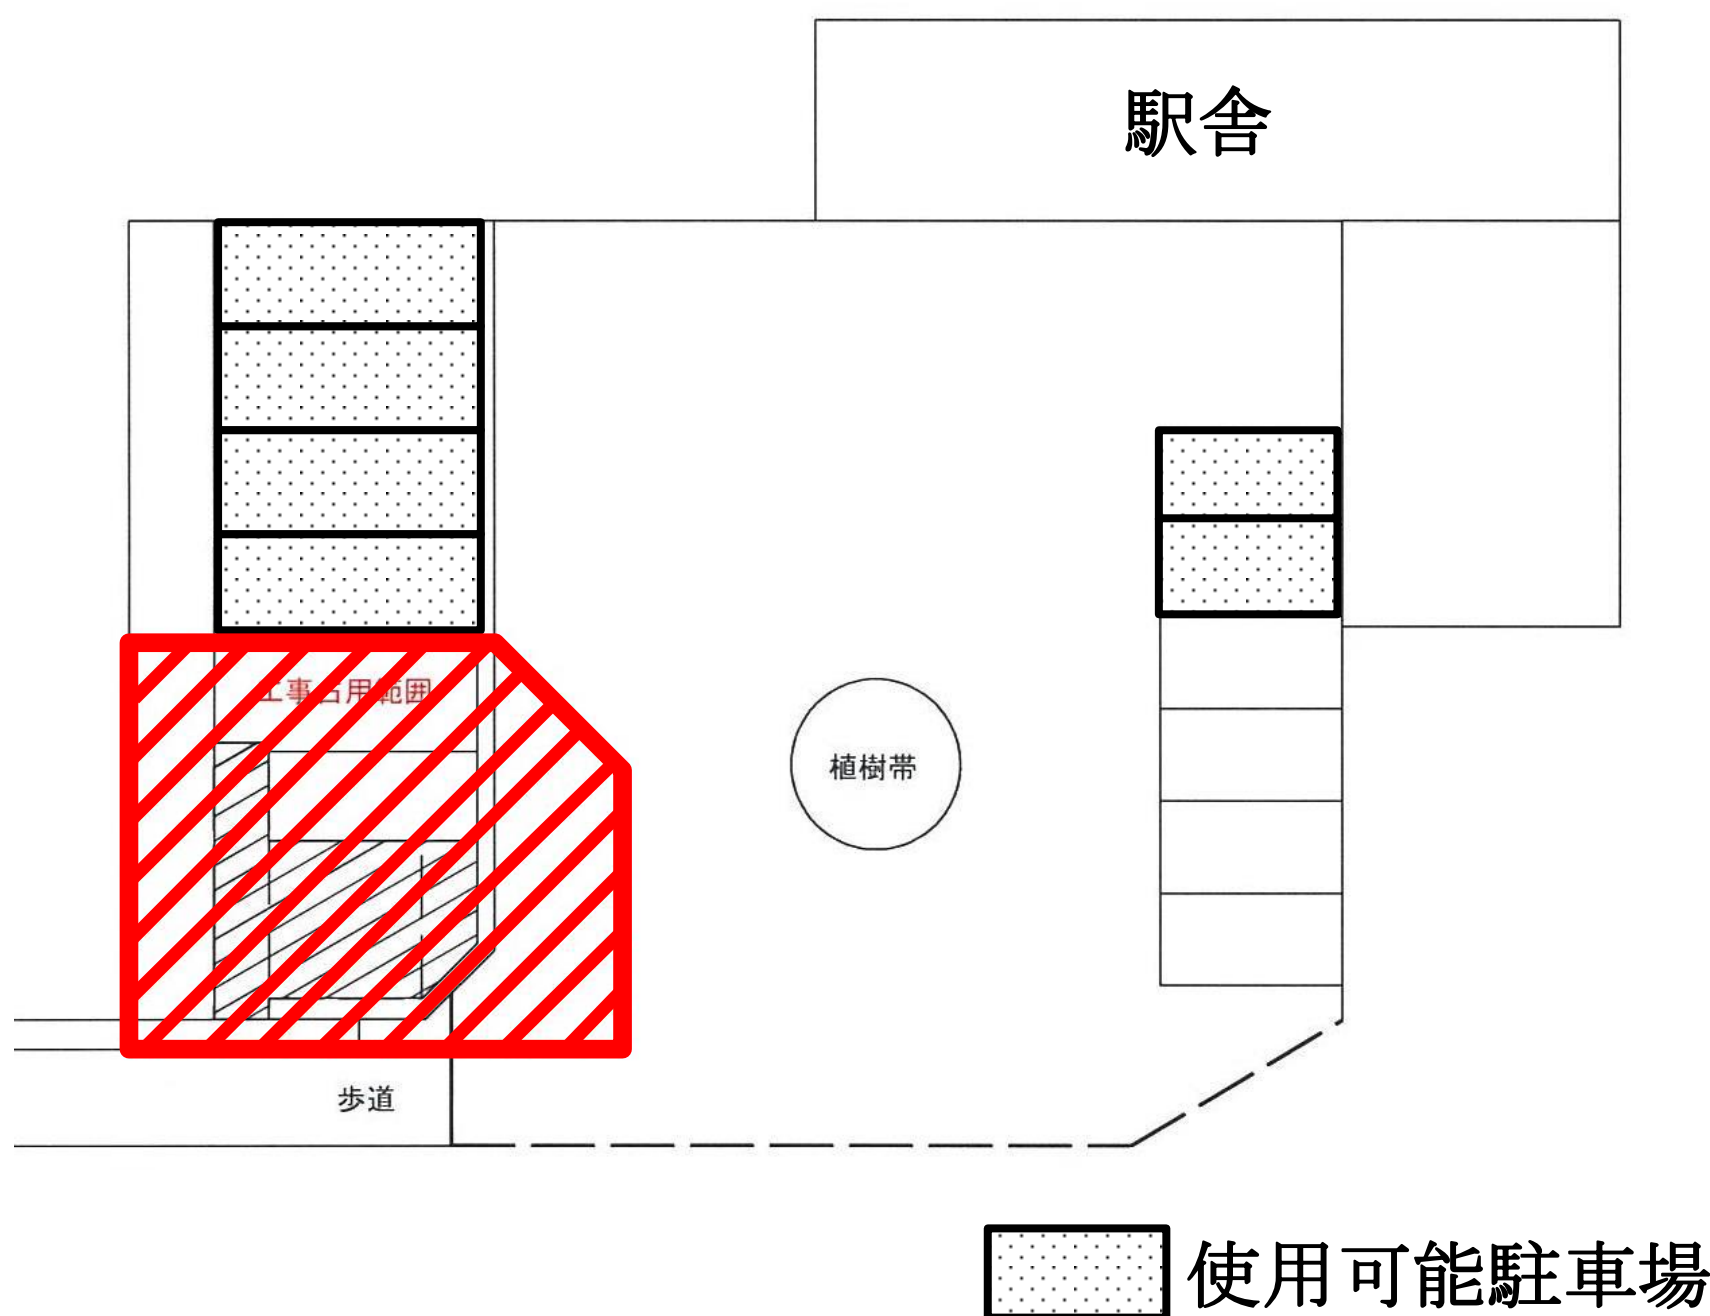 駅舎
工事占用範囲
植樹帯
歩道
使用可能駐車場